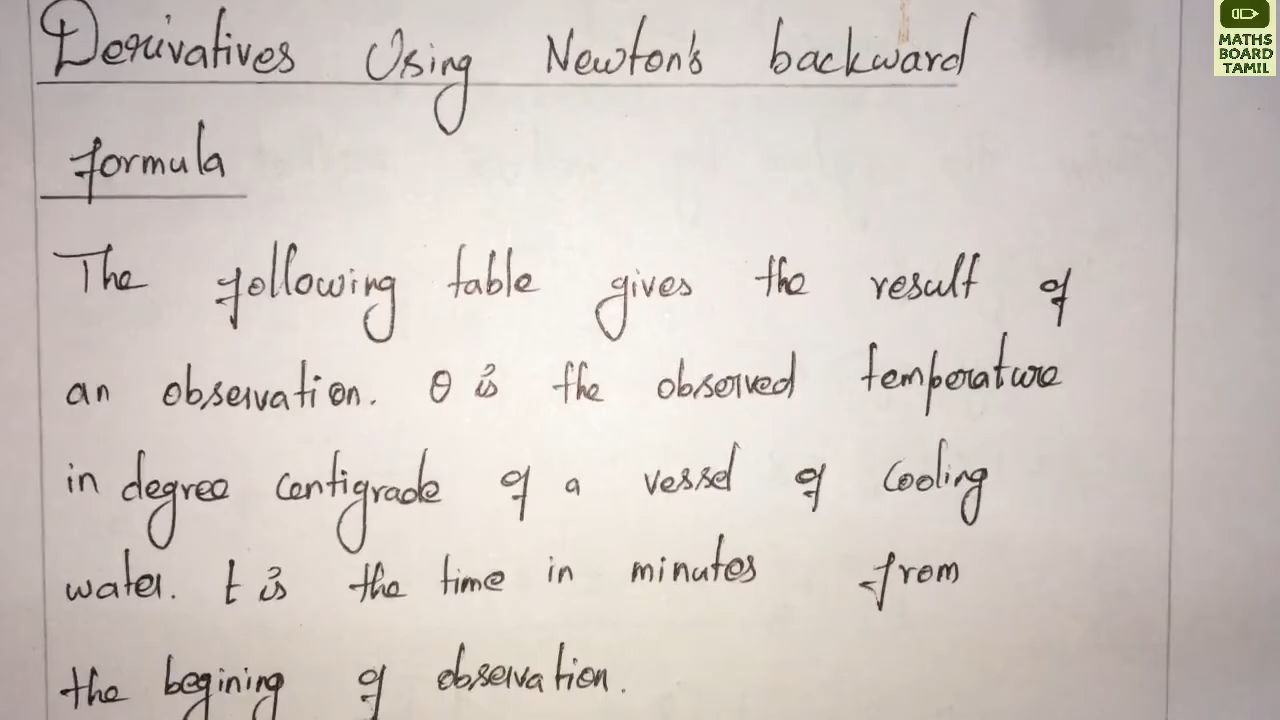 Derivatives Using Newton's backward
formula
The following table gives the result of
an observation. θ is the observed temperature
in degree centigrade of a vessel of cooling
water. t is the time in minutes from
the begining of observation.
MATHS
BOARD
TAMIL